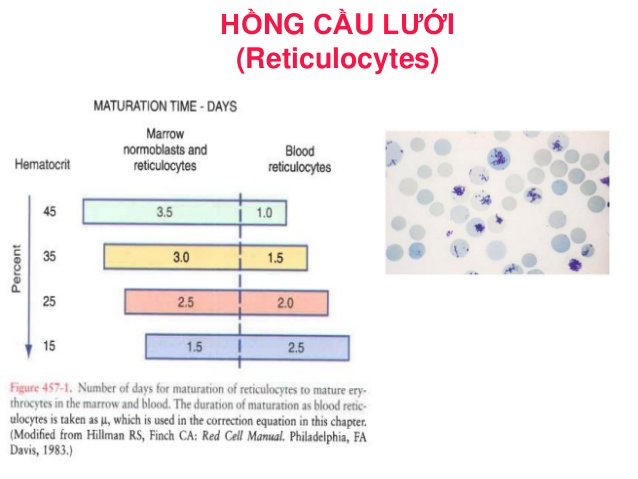 HỒNG CẦU LƯỚI
(Reticulocytes)
MATURATION TIME - DAYS
Marrow
normoblasts and
reticulocytes
Blood
reticulocytes
Hematocrit
Percent
45
3.5
1.0
35
3.0
1.5
25
2.5
2.0
15
1.5
2.5
Figure 457-1. Number of days for maturation of reticulocytes to mature ery-
throcytes in the marrow and blood. The duration of maturation as blood retic-
ulocytes is taken as μ, which is used in the correction equation in this chapter.
(Modified from Hillman RS, Finch CA: Red Cell Manual. Philadelphia, FA
Davis, 1983.)